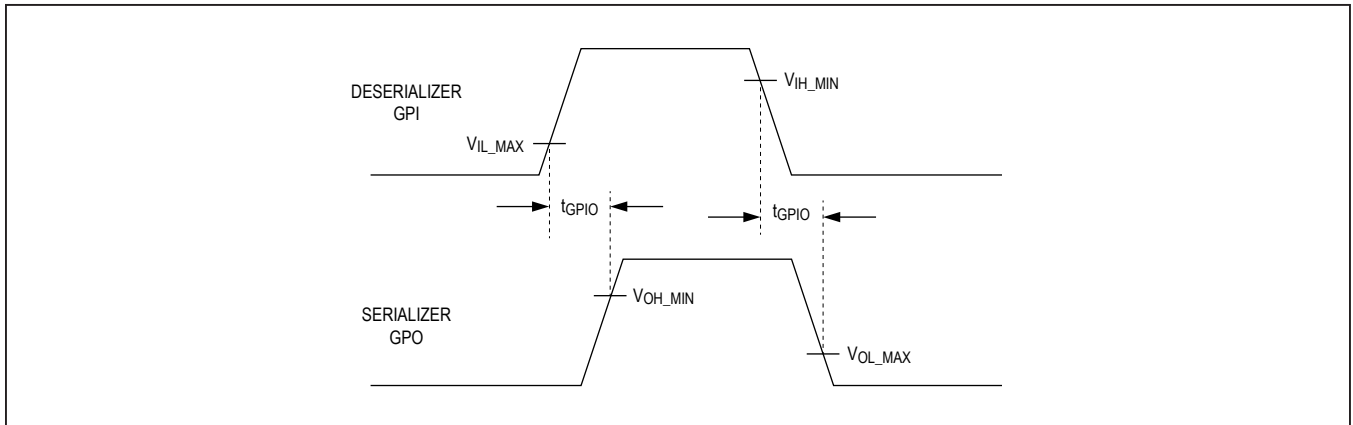 DESERIALIZER
GPI
VIH_MIN
VIL_MAX
tGPIO
tGPIO
VOH_MIN
SERIALIZER
GPO
VOL_MAX